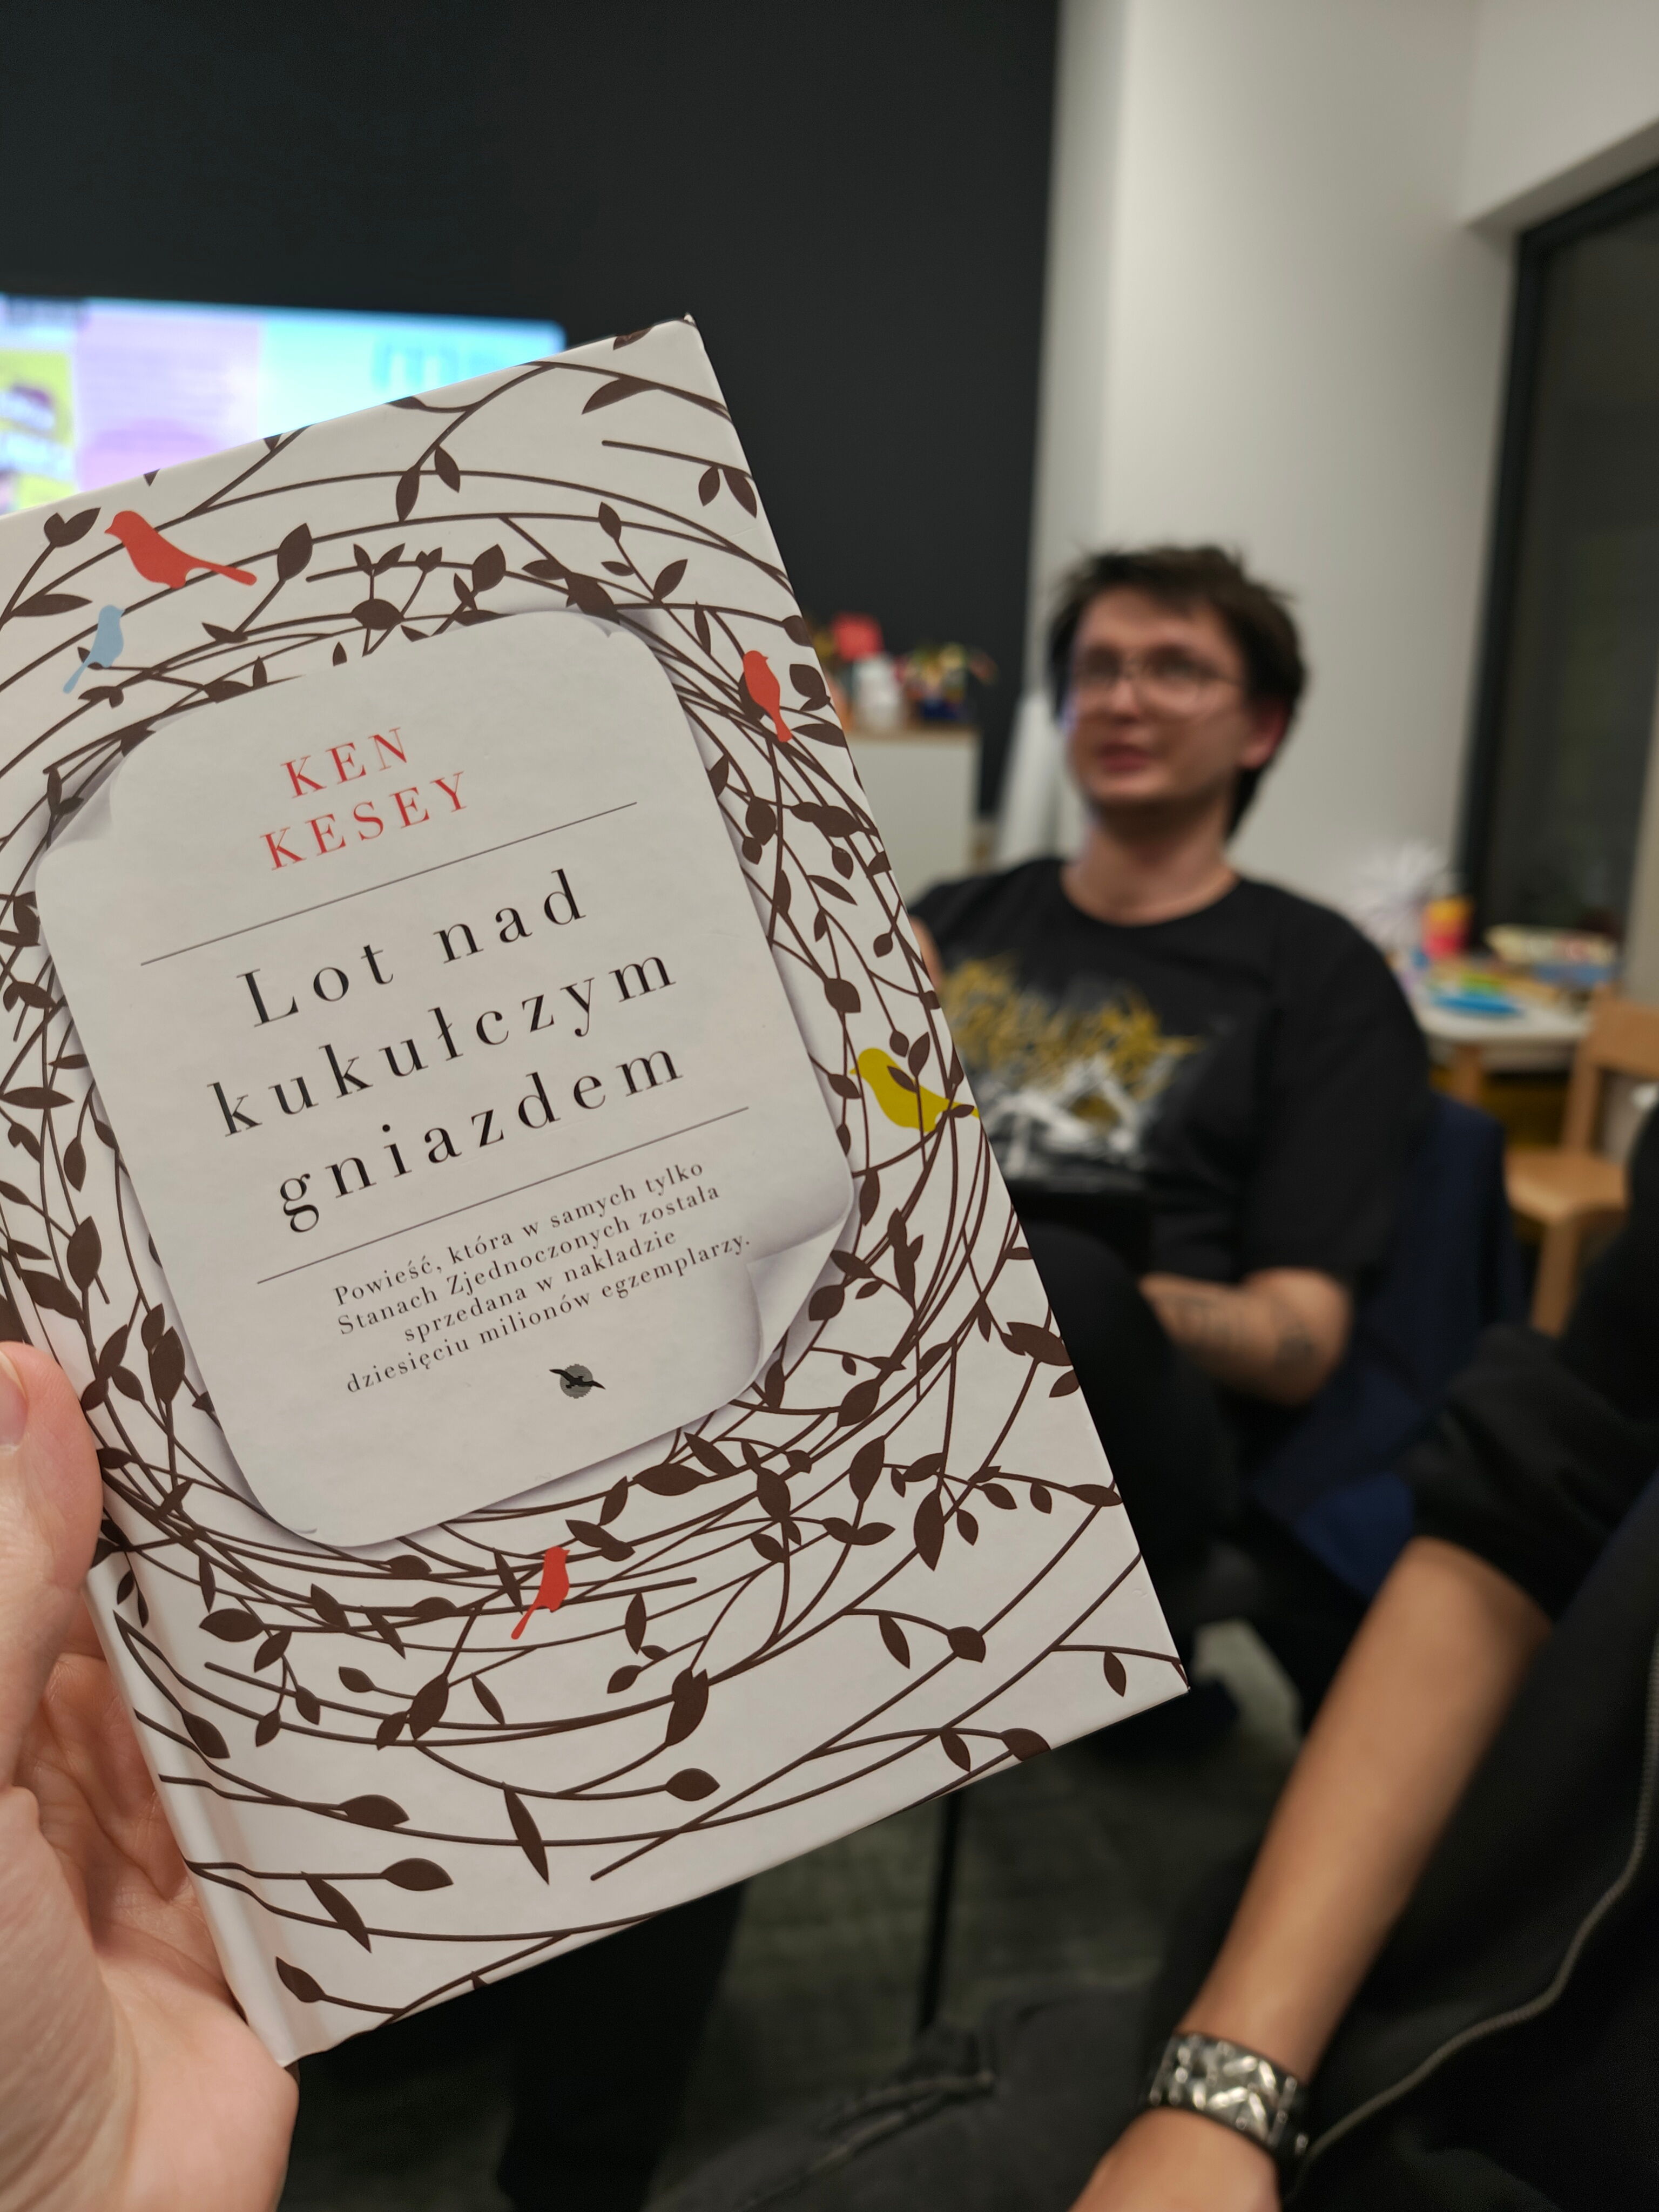 KEN
KESEY
Lot nad
kukułczym
gniazdem
Powieść, która w samych tylko
Stanach Zjednoczonych została
sprzedana w nakładzie
dziesięciu milionów egzemplarzy.